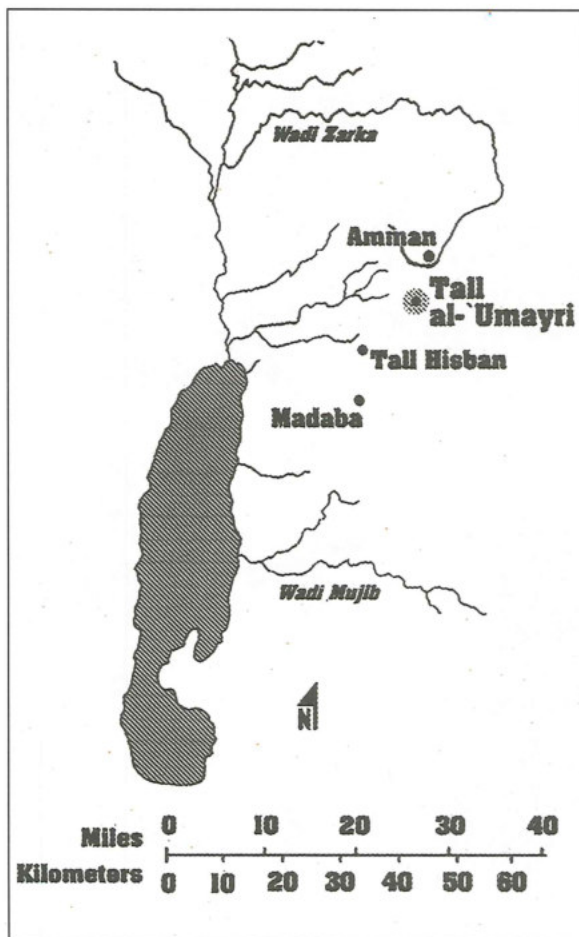 Wadi Zarka
Amman
Tall
al-`Umayri
Tall Hisban
Madaba
Wadi Mujib
N
Miles 0 10 20 30 40
Kilometers 0 10 20 30 40 50 60